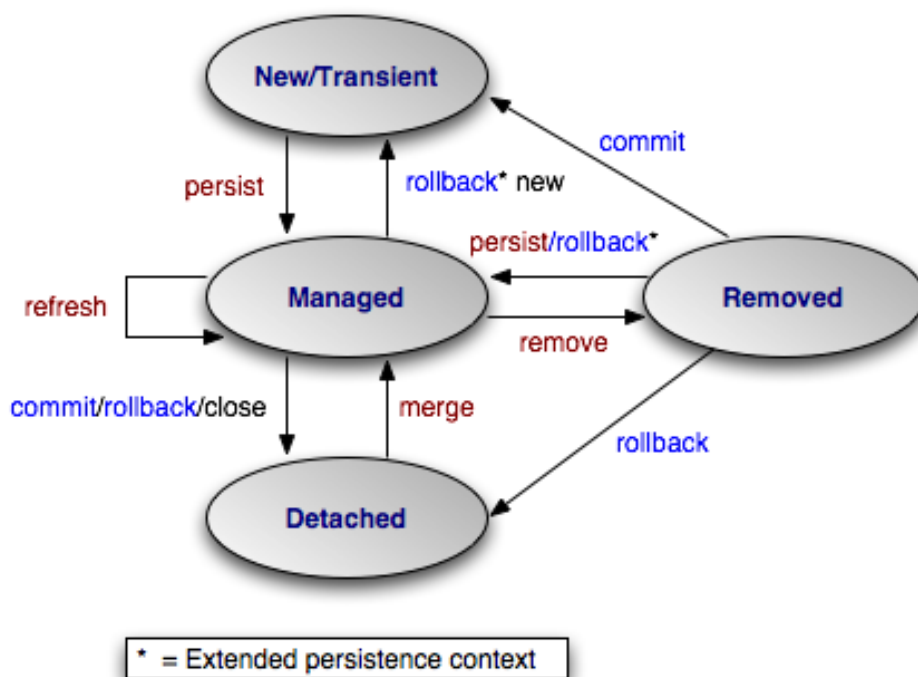 New/Transient
commit
persist
rollback* new
persist/rollback*
Managed
Removed
refresh
remove
commit/rollback/close
merge
rollback
Detached
* = Extended persistence context